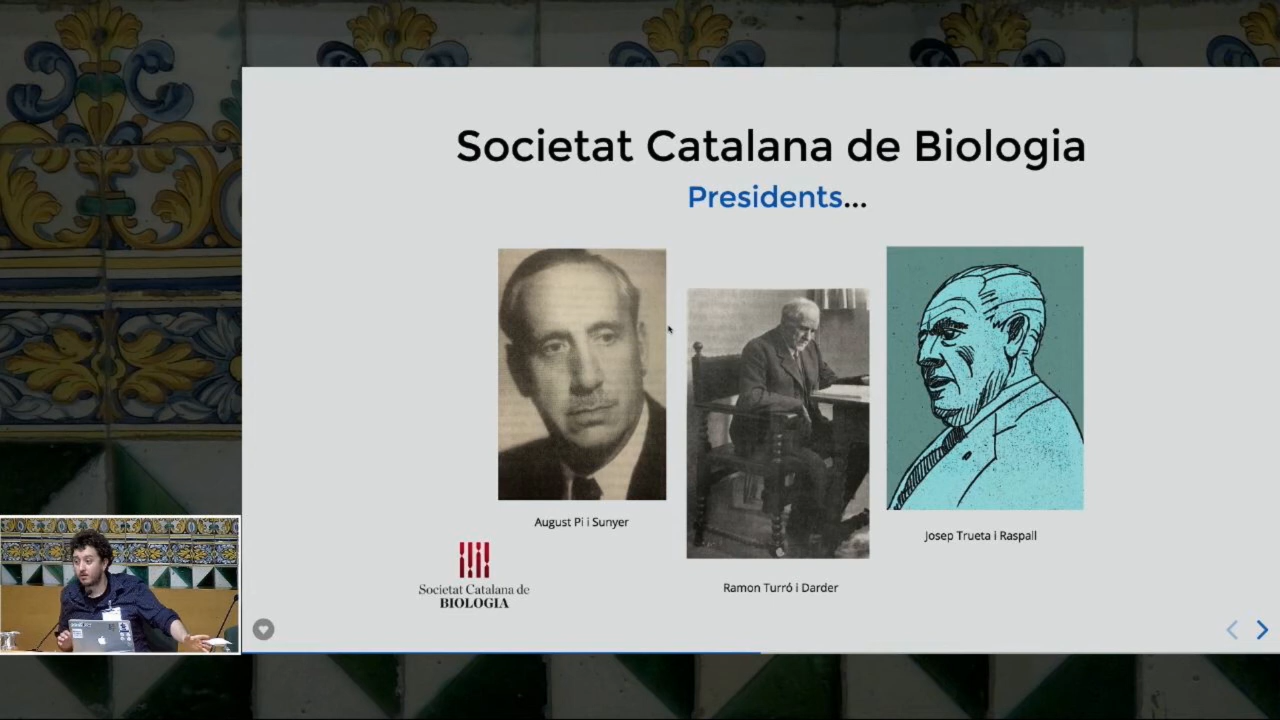 Societat Catalana de Biologia
Presidents...
August Pi i Sunyer
Josep Trueta i Raspall
Ramon Turró i Darder
Societat Catalana de
BIOLOGIA